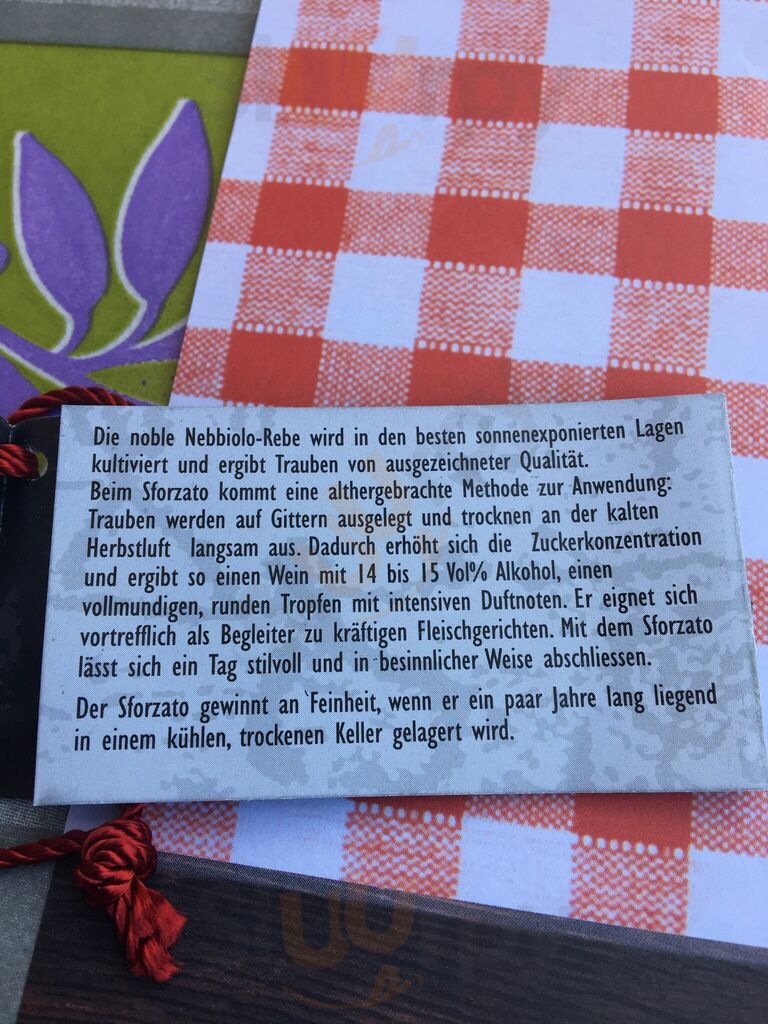 Die noble Nebbiolo-Rebe wird in den besten sonnenexponierten Lagen
kultiviert und ergibt Trauben von ausgezeichneter Qualität.
Beim Sforzato kommt eine althergebrachte Methode zur Anwendung:
Trauben werden auf Gittern ausgelegt und trocknen an der kalten
Herbstluft langsam aus. Dadurch erhöht sich die Zuckerkonzentration
und ergibt so einen Wein mit 14 bis 15 Vol% Alkohol, einen
vollmundigen, runden Tropfen mit intensiven Duftnoten. Er eignet sich
vortrefflich als Begleiter zu kräftigen Fleischgerichten. Mit dem Sforzato
lässt sich ein Tag stilvoll und in besinnlicher Weise abschliessen.
Der Sforzato gewinnt an Feinheit, wenn er ein paar Jahre lang liegend
in einem kühlen, trockenen Keller gelagert wird.